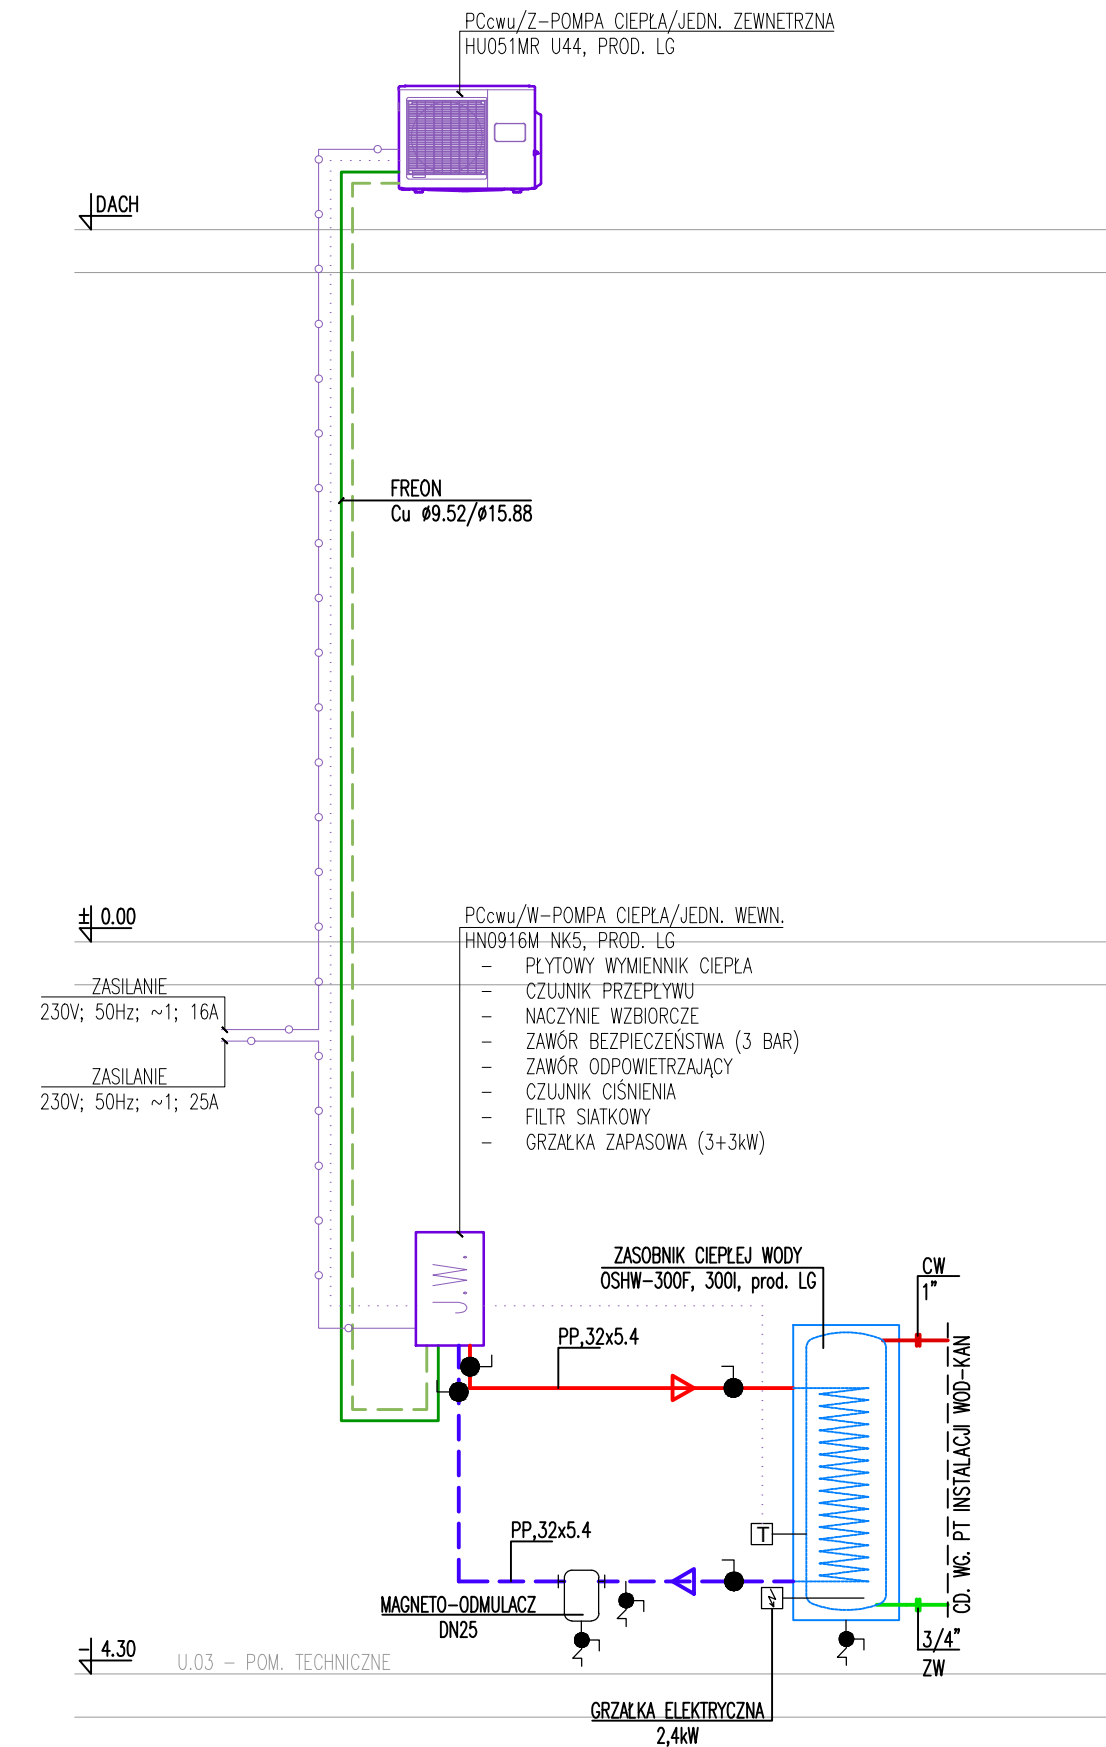 PCcwu/Z-POMPA CIEPŁA/JEDN. ZEWNETRZNA
HU051MR U44, PROD. LG
DACH
FREON
Cu ø9.52/ø15.88
± 0.00
PCcwu/W-POMPA CIEPŁA/JEDN. WEWN.
HN0916M NK5, PROD. LG
- PŁYTOWY WYMIENNIK CIEPŁA
- CZUJNIK PRZEPŁYWU
- NACZYNIE WZBIORCZE
- ZAWÓR BEZPIECZEŃSTWA (3 BAR)
- ZAWÓR ODPOWIETRZAJĄCY
- CZUJNIK CIŚNIENIA
- FILTR SIATKOWY
- GRZAŁKA ZAPASOWA (3+3kW)
ZASILANIE
230V; 50Hz; ~1; 16A
ZASILANIE
230V; 50Hz; ~1; 25A
J.W.
ZASOBNIK CIEPŁEJ WODY
OSHW-300F, 300l, prod. LG
CW
1"
PP,32x5.4
CD. WG. PT INSTALACJI WOD-KAN
PP,32x5.4
T
MAGNETO-ODMULACZ
DN25
3/4"
ZW
- 4.30
U.03 - POM. TECHNICZNE
GRZAŁKA ELEKTRYCZNA
2,4kW